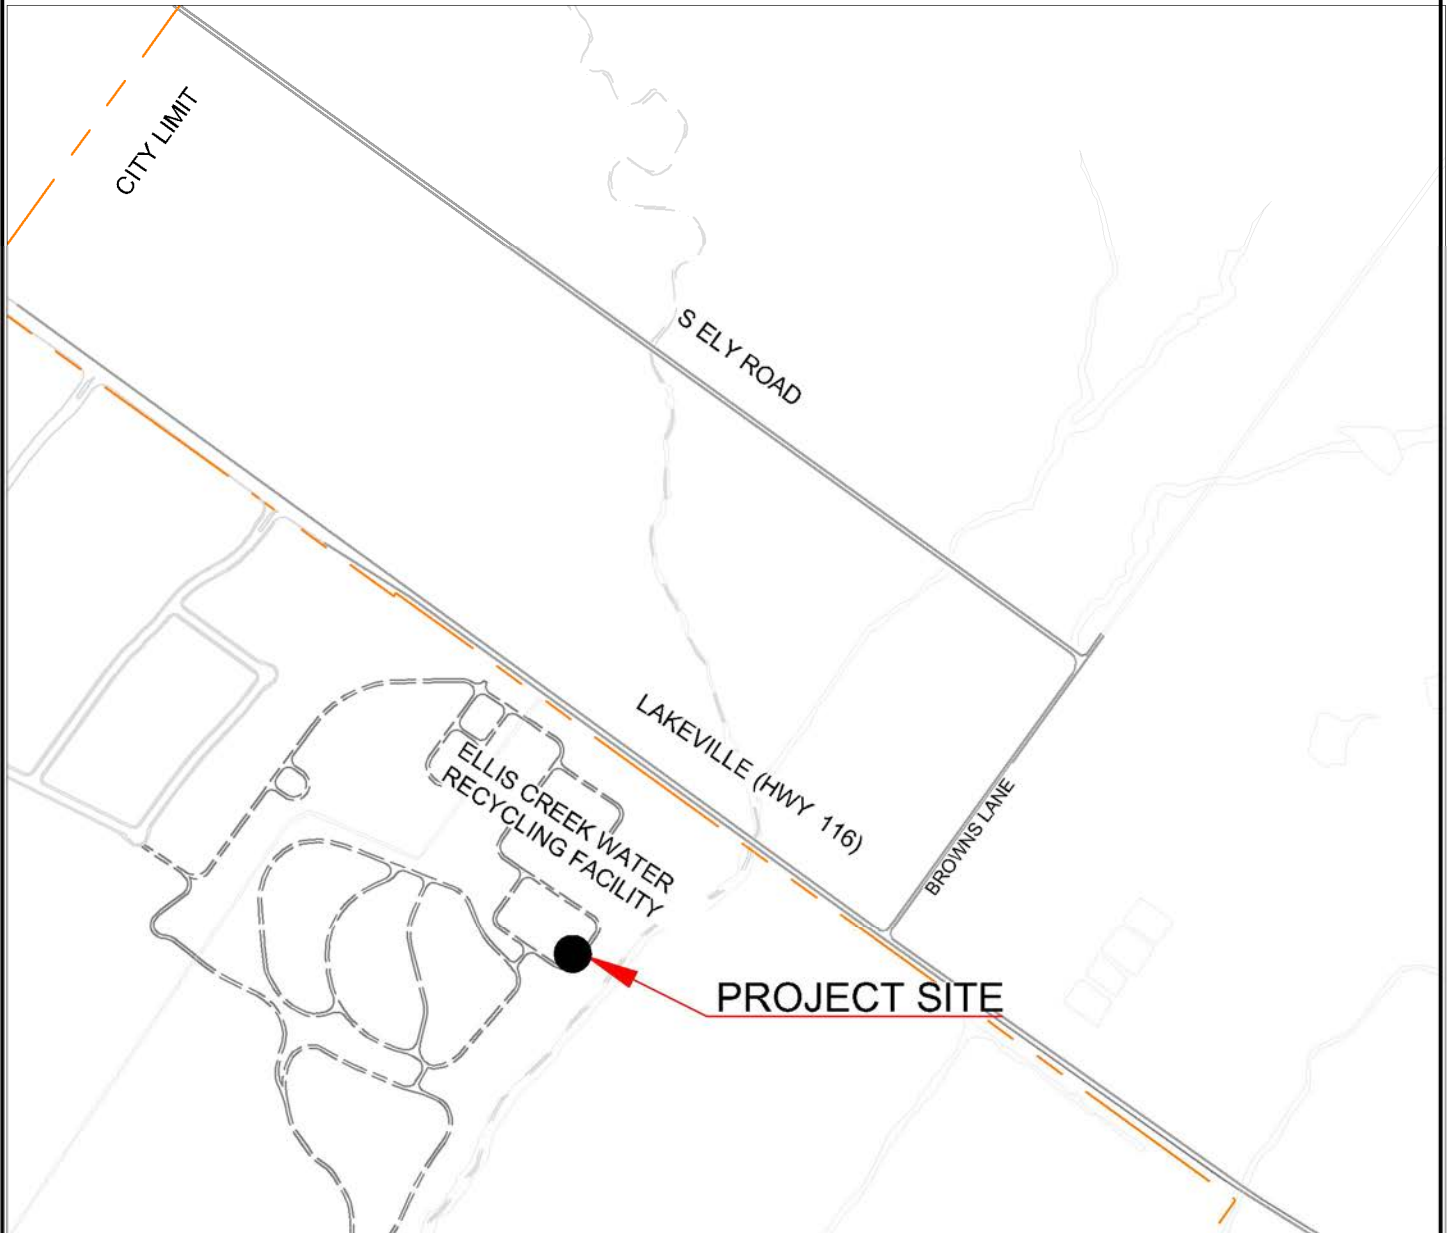 CITY LIMIT
S ELY ROAD
LAKEVILLE (HWY 116)
ELLIS CREEK WATER
RECYCLING FACILITY
BROWNS LANE
PROJECT SITE